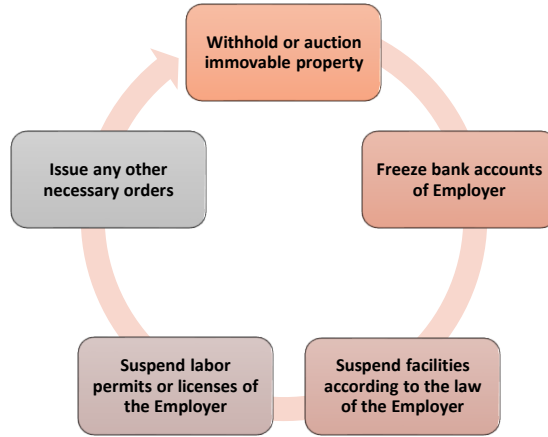 Withhold or auction
immovable property
Freeze bank accounts
of Employer
Suspend facilities
according to the law
of the Employer
Suspend labor
permits or licenses of
the Employer
Issue any other
necessary orders